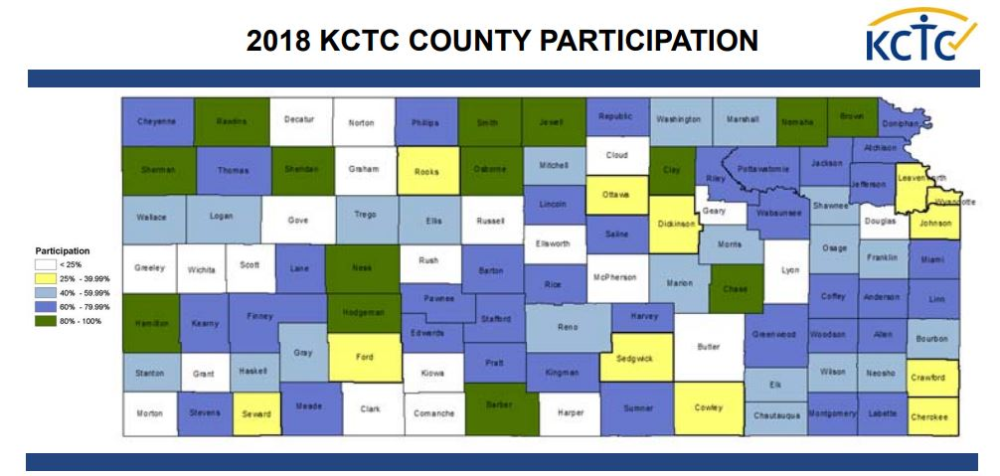 2018 KCTC COUNTY PARTICIPATION
KCTC
Cheyenne Rawlins Decatur Norton Phillips Smith Jewell Republic Washington Marshall Nemaha Brown Doniphan
Sherman Thomas Sheridan Graham Rooks Osborne Mitchell Cloud Clay Riley Pottawatomie Jackson Atchison
Jefferson Leavenworth Wyandotte
Wallace Logan Gove Trego Ellis Russell Lincoln Ottawa Dickinson Geary Wabaunsee Shawnee Douglas Johnson
Saline Morris Osage Franklin Miami
Greeley Wichita Scott Lane Ness Rush Barton Ellsworth McPherson Marion Chase Lyon Coffey Anderson Linn
Participation
< 25%
25% - 39.99%
40% - 59.99%
60% - 79.99%
80% - 100%
Hamilton Kearny Finney Hodgeman Pawnee Stafford Rice Reno Harvey
Edwards Greenwood Woodson Allen Bourbon
Stanton Grant Haskell Gray Ford Kiowa Pratt Kingman Sedgwick Butler Elk Wilson Neosho Crawford
Morton Stevens Seward Meade Clark Comanche Barber Harper Sumner Cowley Chautauqua Montgomery Labette Cherokee